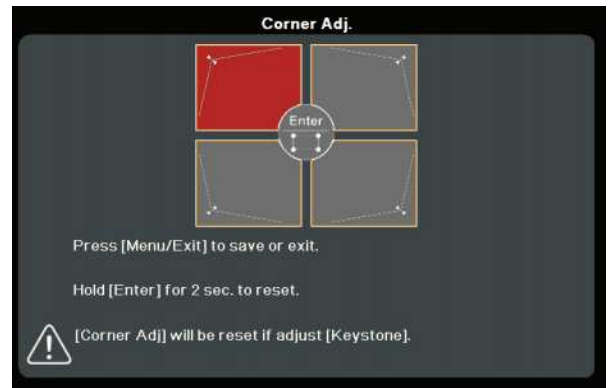 Corner Adj.
Enter
Press [Menu/Exit] to save or exit.
Hold [Enter] for 2 sec. to reset.
[Corner Adj] will be reset if adjust [Keystone].